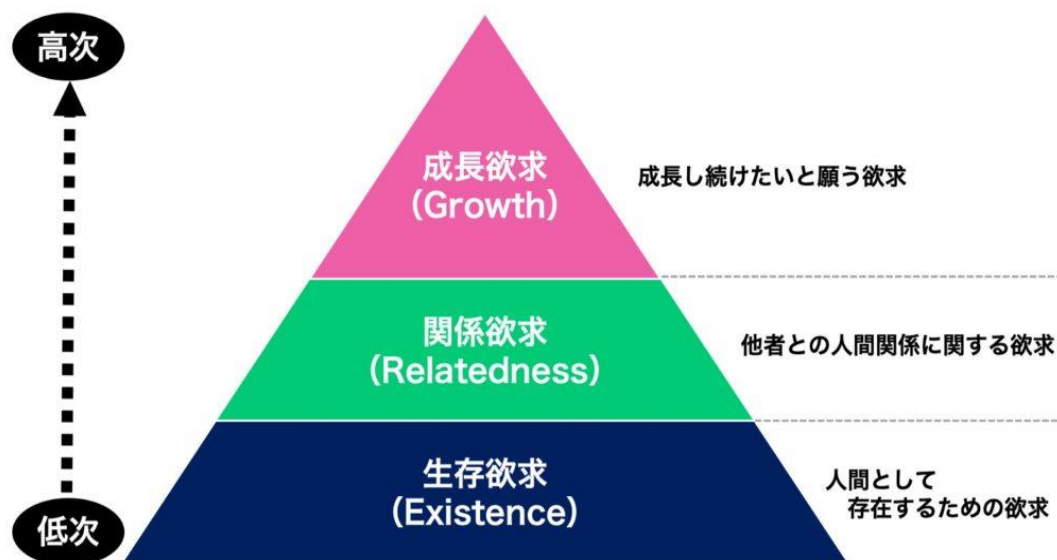 高次
成長欲求
（Growth）
成長し続けたいと願う欲求
関係欲求
（Relatedness）
他者との人間関係に関する欲求
生存欲求
（Existence）
人間として
存在するための欲求
低次